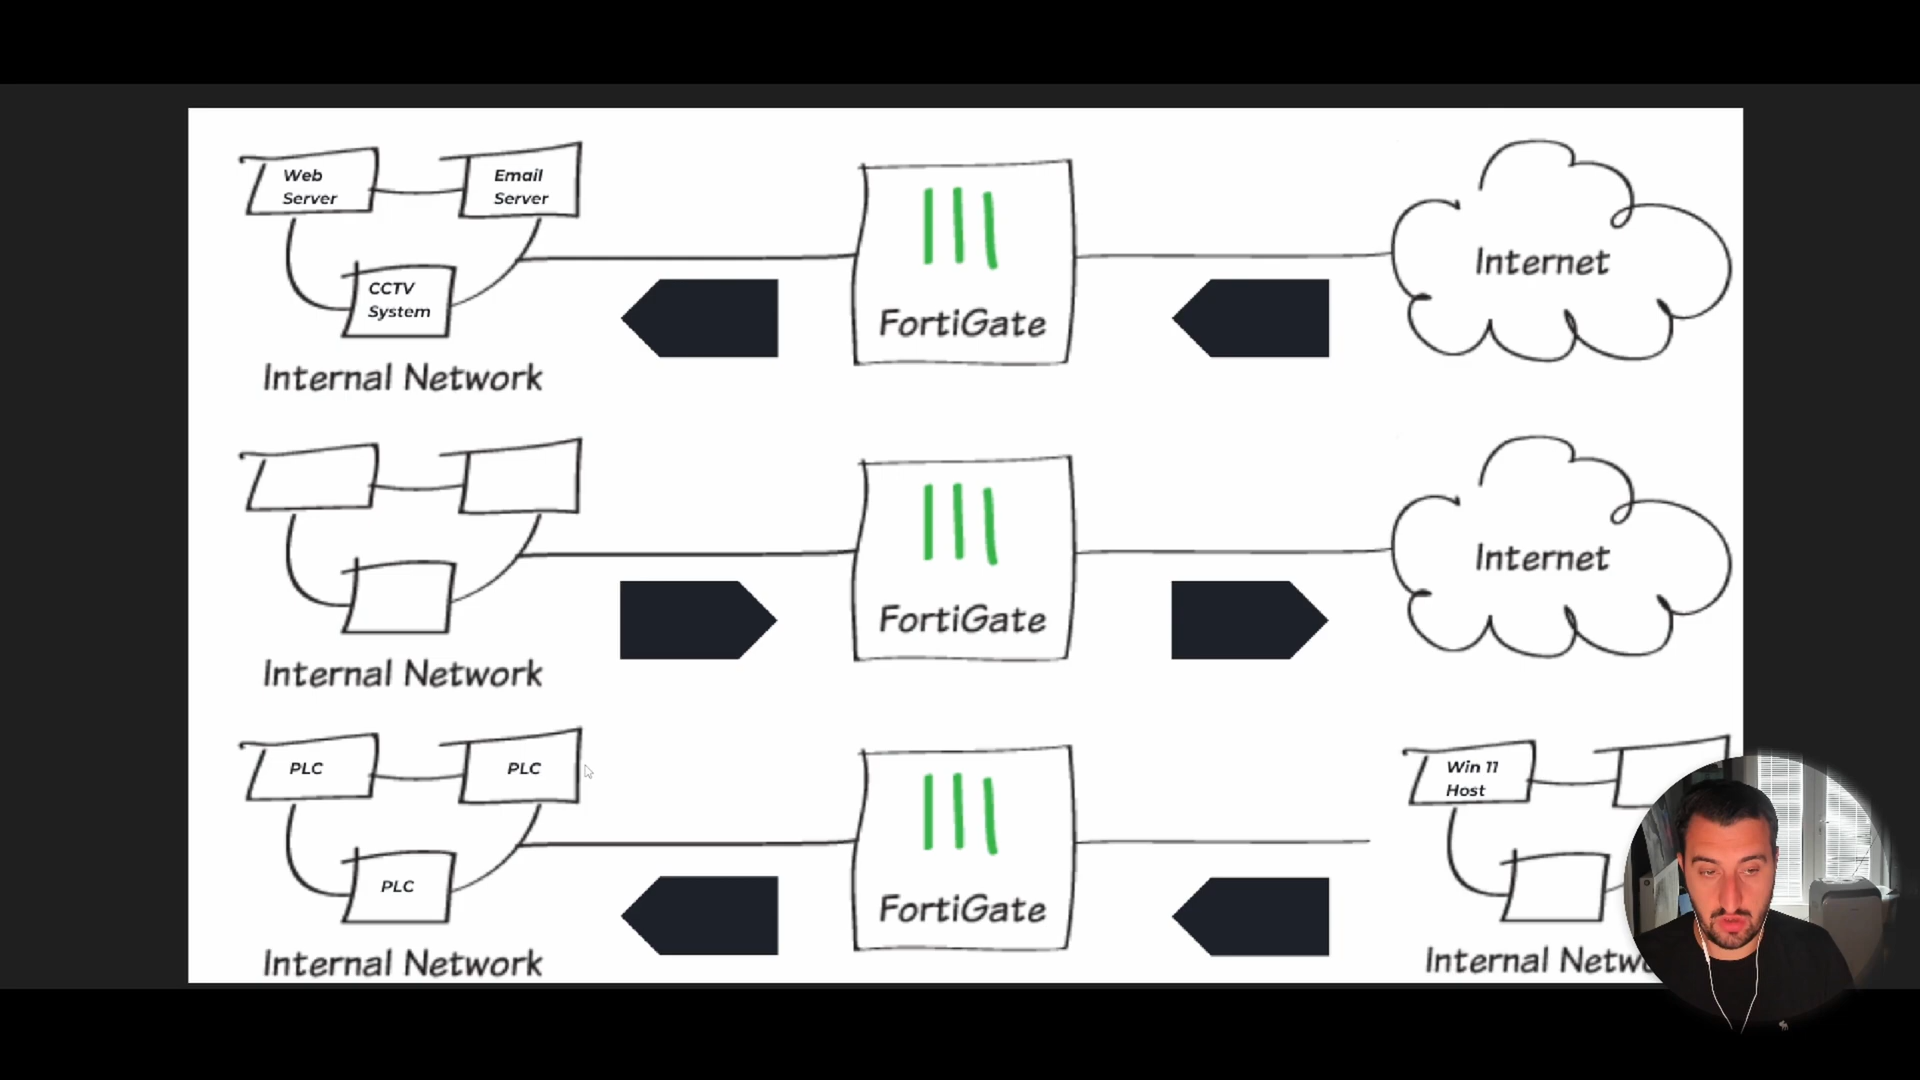 Web
Server
Email
Server
CCTV
System
Internal Network
FortiGate
Internet
Internal Network
FortiGate
Internet
PLC
PLC
PLC
Internal Network
FortiGate
Win 11
Host
Internal